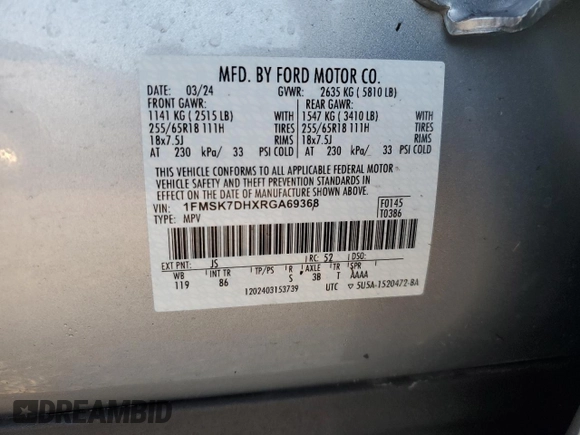 MFD. BY FORD MOTOR CO.
DATE: 03/24 GVWR: 2635 KG ( 5810 LB)
FRONT GAWR: REAR GAWR:
1141 KG ( 2515 LB) 1547 KG ( 3410 LB)
255/65R18 111H TIRES 255/65R18 111H TIRES
18x7.5J RIMS 18x7.5J RIMS
AT 230 kPa/ 33 PSI COLD AT 230 kPa/ 33 PSI COLD
THIS VEHICLE CONFORMS TO ALL APPLICABLE FEDERAL MOTOR
VEHICLE SAFETY AND THEFT PREVENTION STANDARDS IN
EFFECT ON THE DATE OF MANUFACTURE SHOWN ABOVE.
VIN: 1FMSK7DHXRGA69368 F0145
TYPE: MPV T0386
EXT PNT: JS RC: 52 DSO:
WB INT TR TP/PS R AXLE TR SPR
119 86 S 3B T AAAA
1202403153739 UTC ▽ 5U5A-1520472-BA
DREAMBID